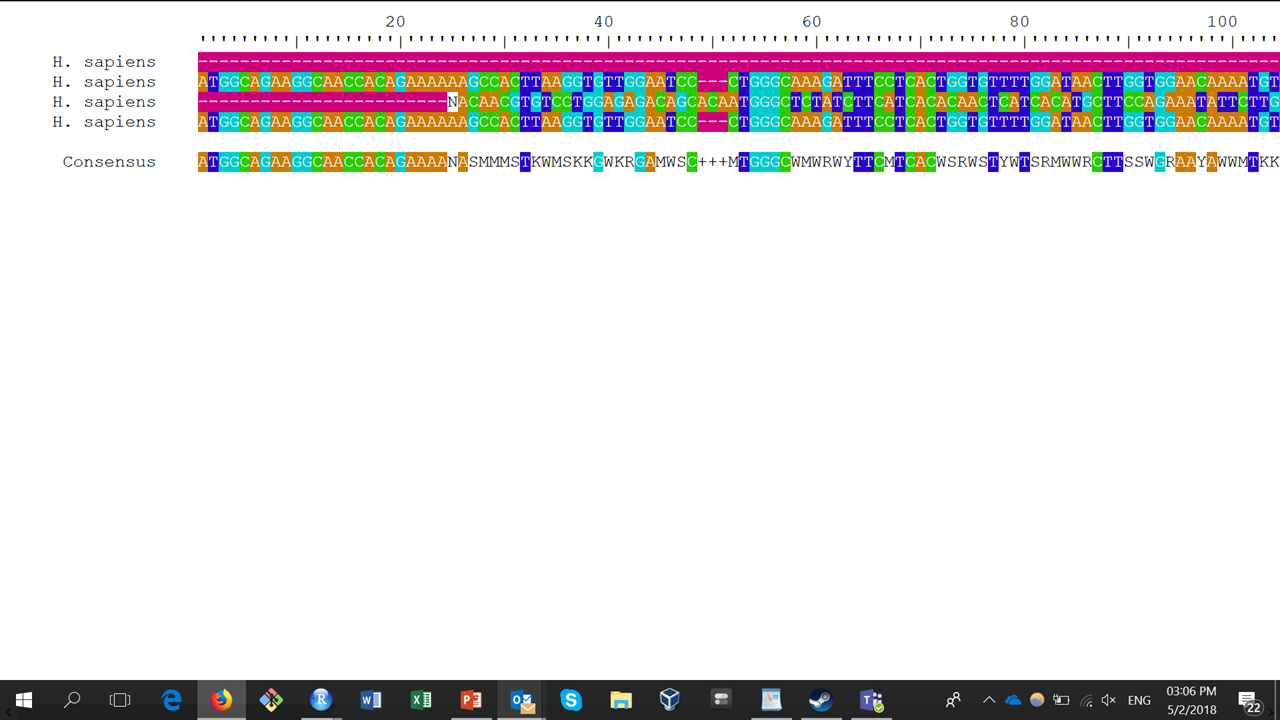 20 40 60 80 100
H. sapiens --------------------------------------------------------------------------------------------------------
H. sapiens ATGGCAGAAGGCAACCACAGAAAAAAGCCACTTAAGGTGTTGGAATCC---CTGGGCAAAGATTTCCTCACTGGTGTTTTGGATAACTTGGTGGAACAAAATGT
H. sapiens ------------------------NACAACGTGTCCTGGAGAGACAGCACAATGGGCTCTATCTTCATCACACAACTCATCACATGCTTCCAGAAATATTCTTG
H. sapiens ATGGCAGAAGGCAACCACAGAAAAAAGCCACTTAAGGTGTTGGAATCC---CTGGGCAAAGATTTCCTCACTGGTGTTTTGGATAACTTGGTGGAACAAAATGT
Consensus ATGGCAGAAGGCAACCACAGAAAANASMMMSTKWMSKKGWKRGAMWSC+++MTGGGCWMWRWYTTCMTCACWSRWSTYWTSRMWWRCTTSSWGRAAYAWWMTKK
ENG
03:06 PM
5/2/2018
22